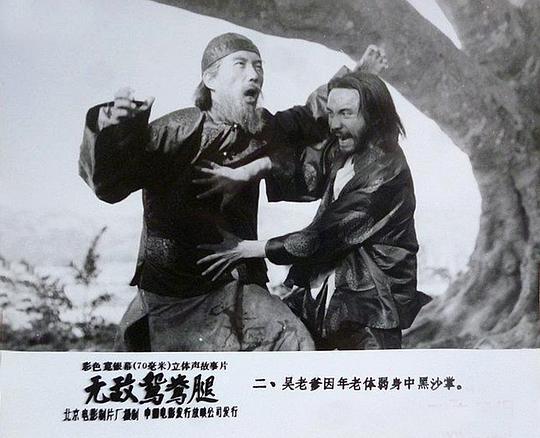 彩色宽银幕(70毫米)立体声故事片
无敌鸳鸯腿
北京电影制片厂摄制 中国电影发行放映公司发行
二、吴老爹因年老体弱身中黑沙掌。